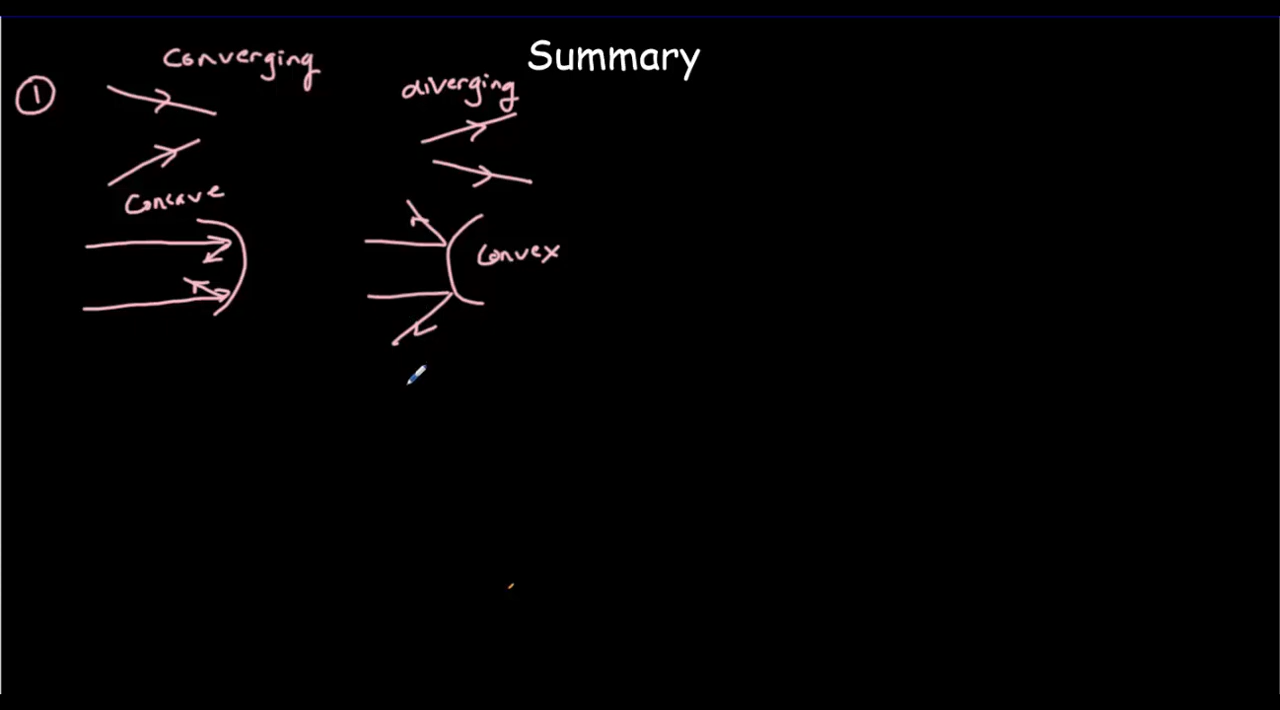 Summary
① Converging
diverging
Concave
Convex